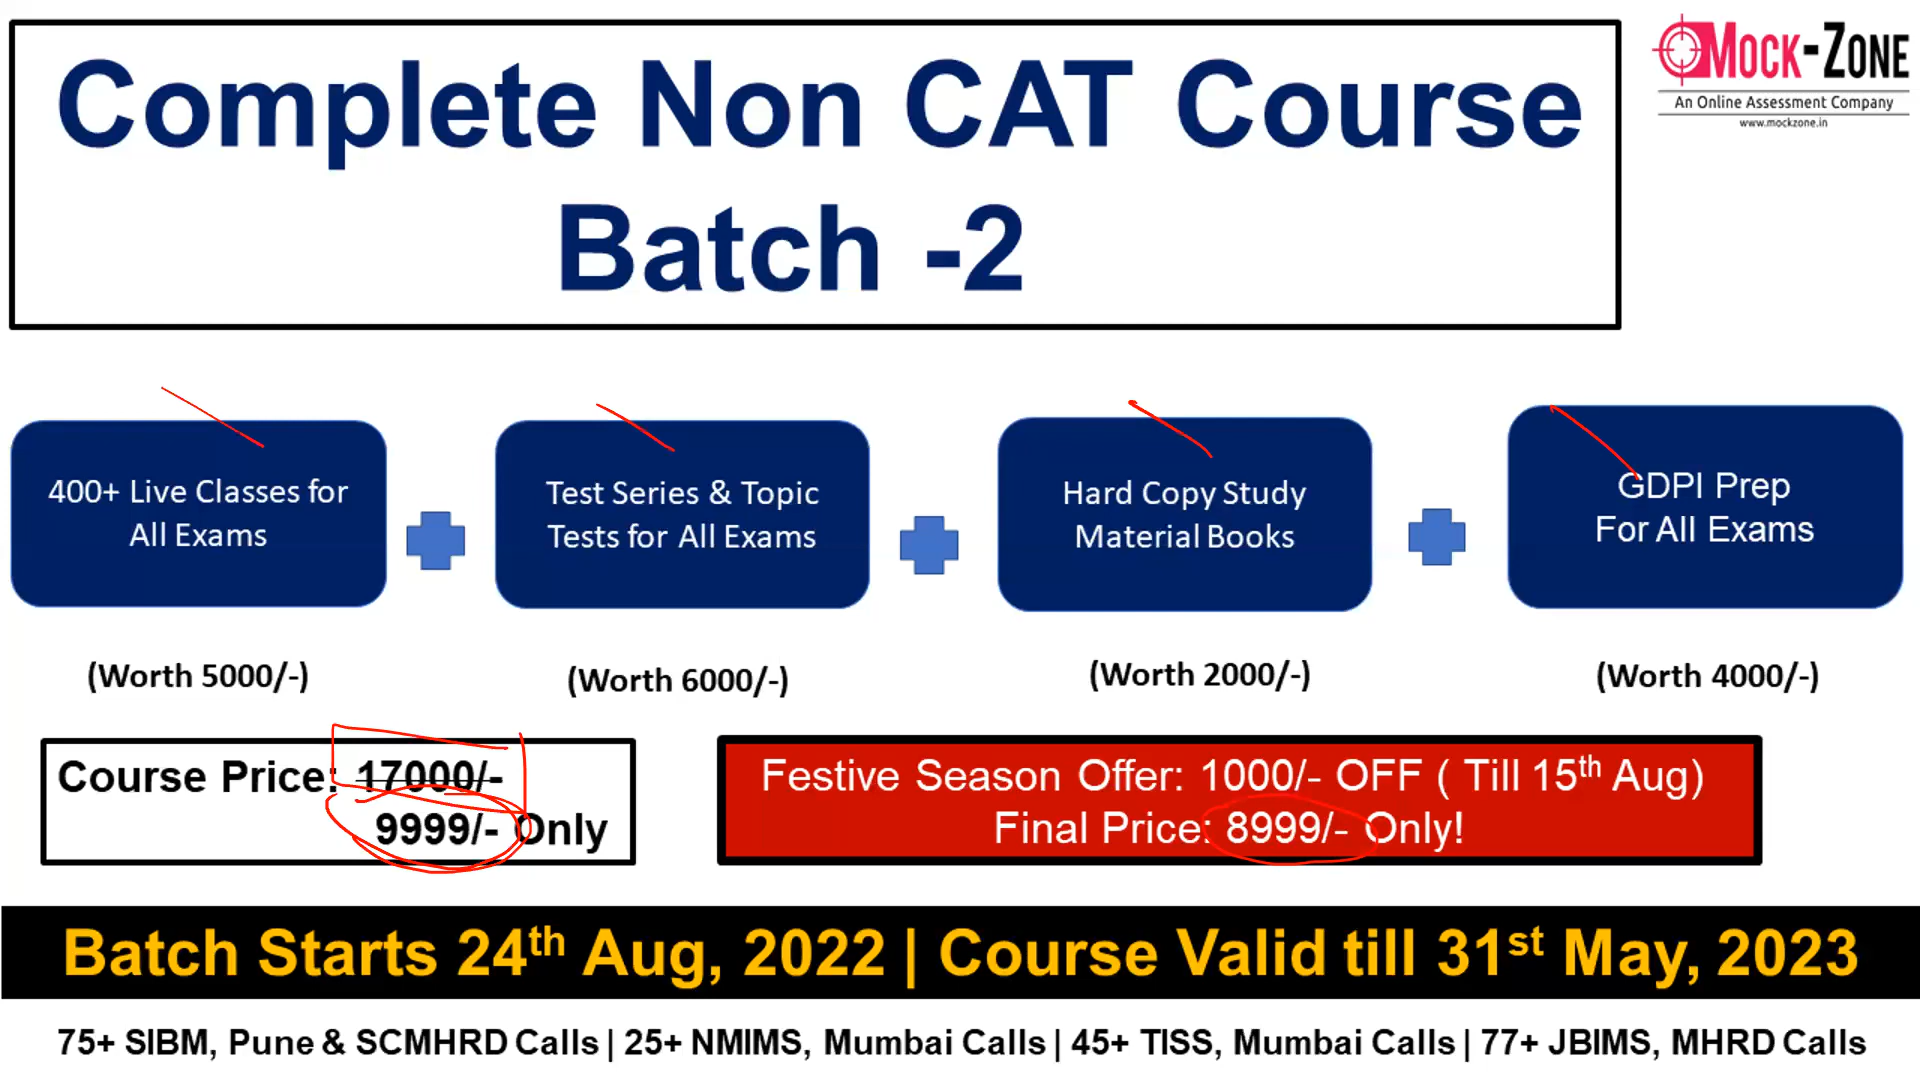 Complete Non CAT Course
Batch -2
MOCK-ZONE
An Online Assessment Company
www.mockzone.in
400+ Live Classes for
All Exams
Test Series & Topic
Tests for All Exams
Hard Copy Study
Material Books
GDPI Prep
For All Exams
(Worth 5000/-)
(Worth 6000/-)
(Worth 2000/-)
(Worth 4000/-)
Course Price: 17000/-
9999/- Only
Festive Season Offer: 1000/- OFF ( Till 15th Aug)
Final Price: 8999/- Only!
Batch Starts 24th Aug, 2022 | Course Valid till 31st May, 2023
75+ SIBM, Pune & SCMHRD Calls | 25+ NMIMS, Mumbai Calls | 45+ TISS, Mumbai Calls | 77+ JBIMS, MHRD Calls